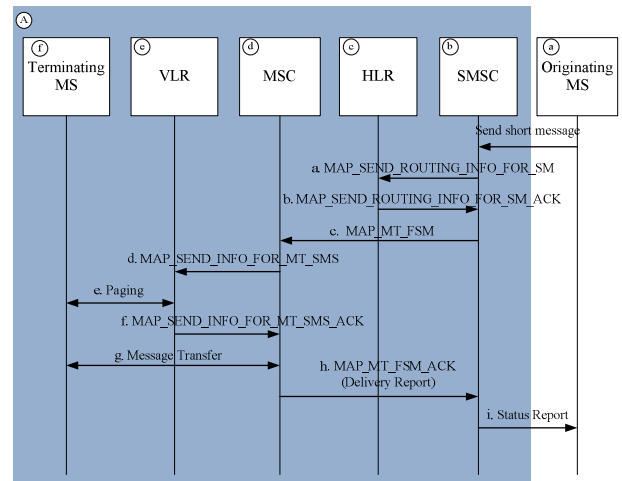 A
f
e
d
c
b
a
Terminating
MS
VLR
MSC
HLR
SMSC
Originating
MS
Send short message
a. MAP_SEND_ROUTING_INFO_FOR_SM
b. MAP_SEND_ROUTING_INFO_FOR_SM_ACK
c. MAP_MT_FSM
d. MAP_SEND_INFO_FOR_MT_SMS
e. Paging
f. MAP_SEND_INFO_FOR_MT_SMS_ACK
g. Message Transfer
h. MAP_MT_FSM_ACK
(Delivery Report)
i. Status Report